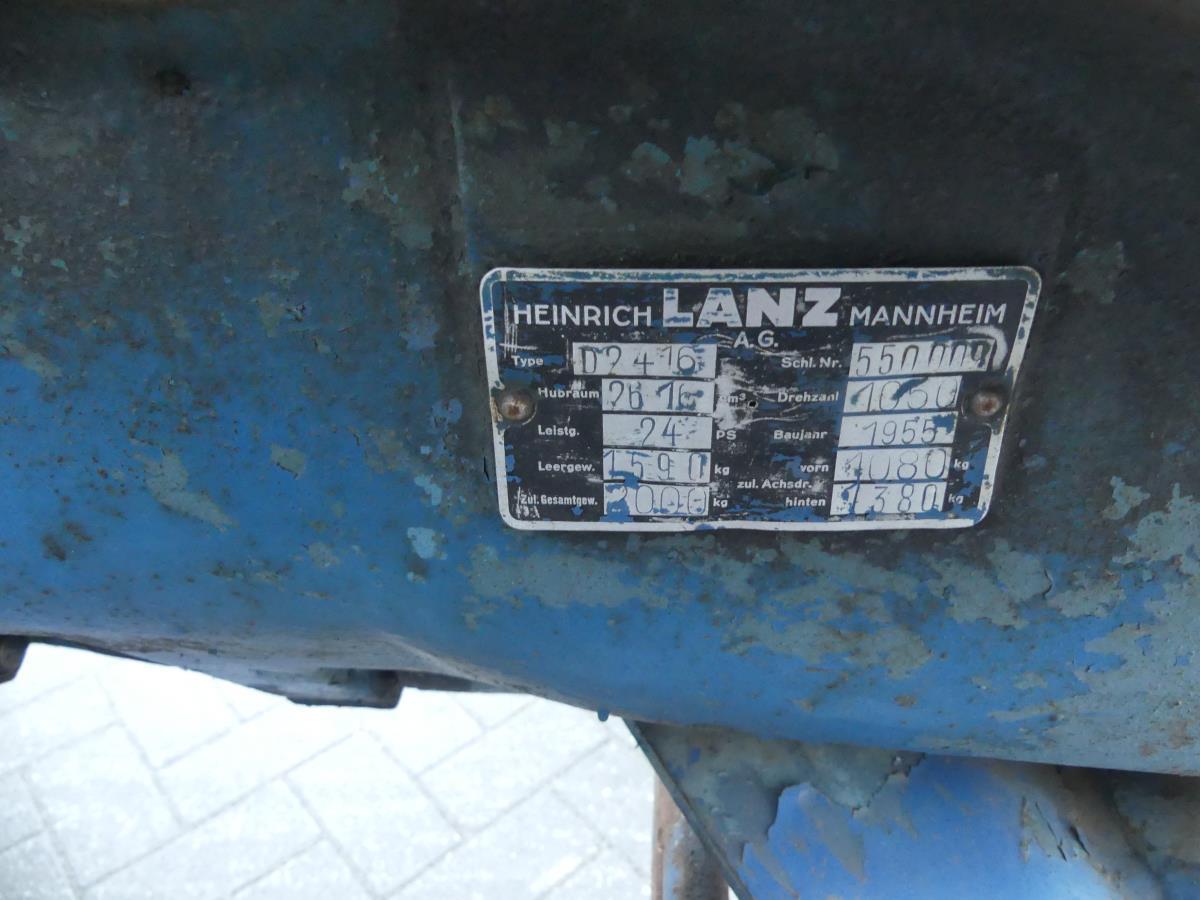 HEINRICH LANZ MANNHEIM
A.G.
Type D2416 Schl. Nr. 550009
Hubraum 2616 cm³ Drehzahl 1050
Leistg. 24 PS Baujahr 1955
Leergew. 1590 kg vorn 1080 kg
zul. Achsdr.
Zul. Gesamtgew. 2000 kg hinten 1380 kg